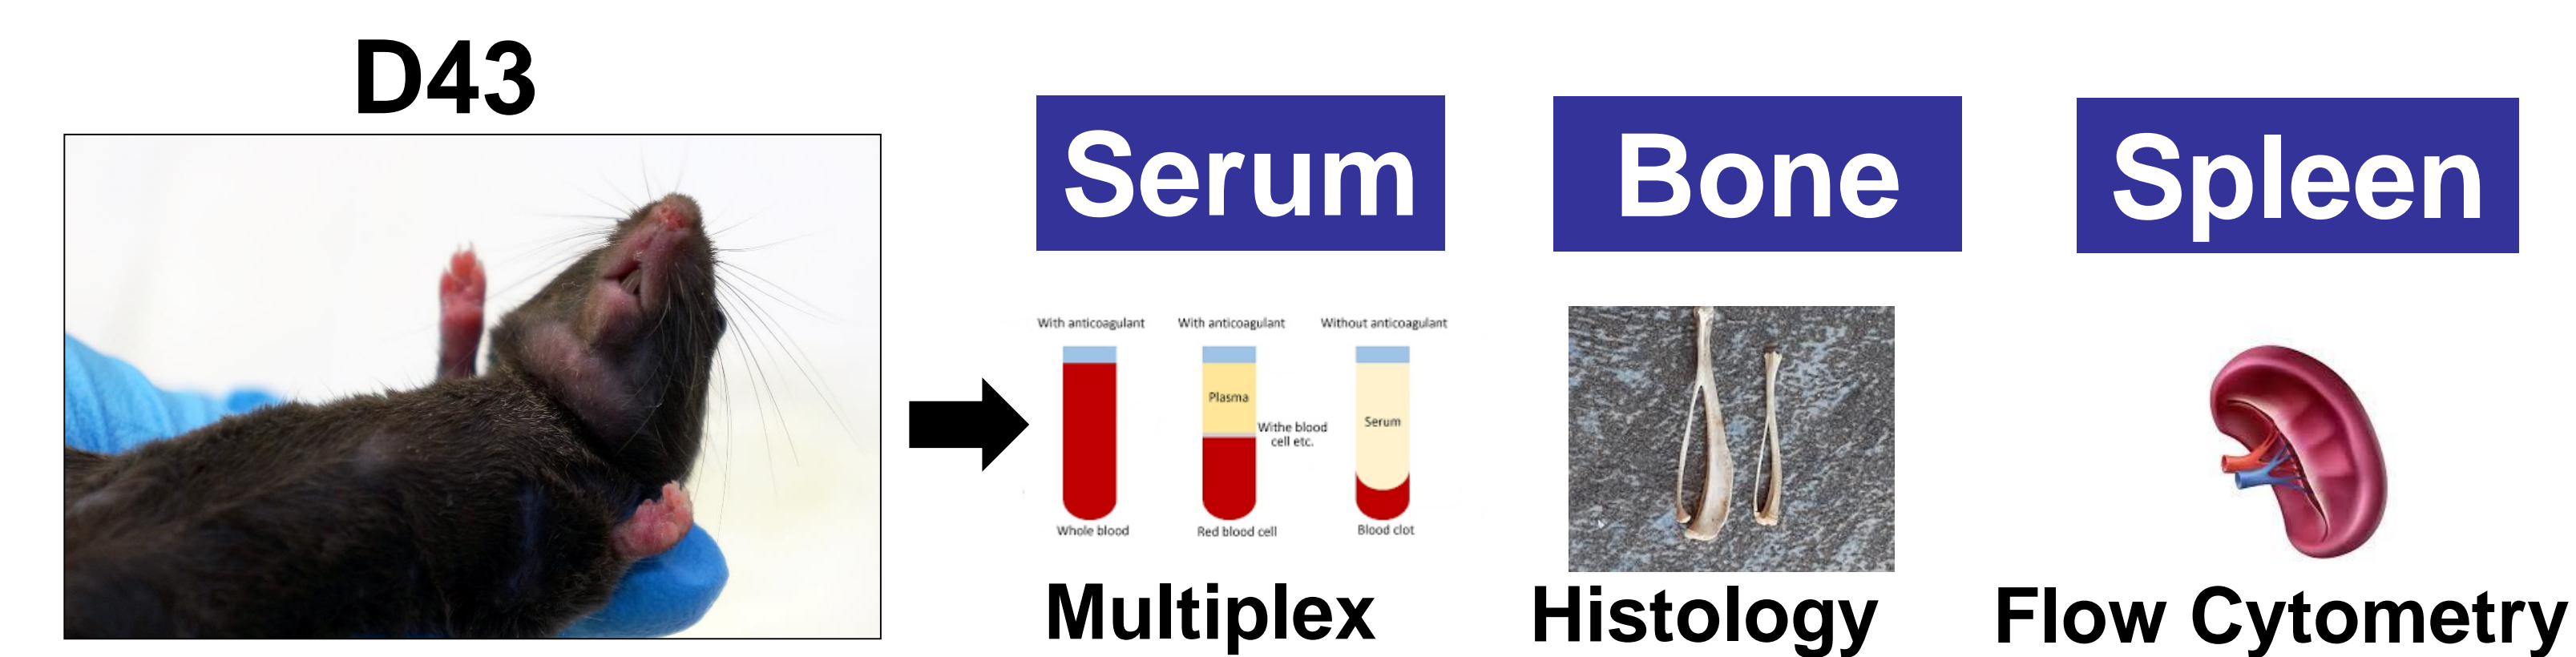 D43
Serum
Bone
Spleen
With anticoagulant
With anticoagulant
Without anticoagulant
Plasma
Withe blood
cell etc.
Serum
Whole blood
Red blood cell
Blood clot
Multiplex
Histology
Flow Cytometry